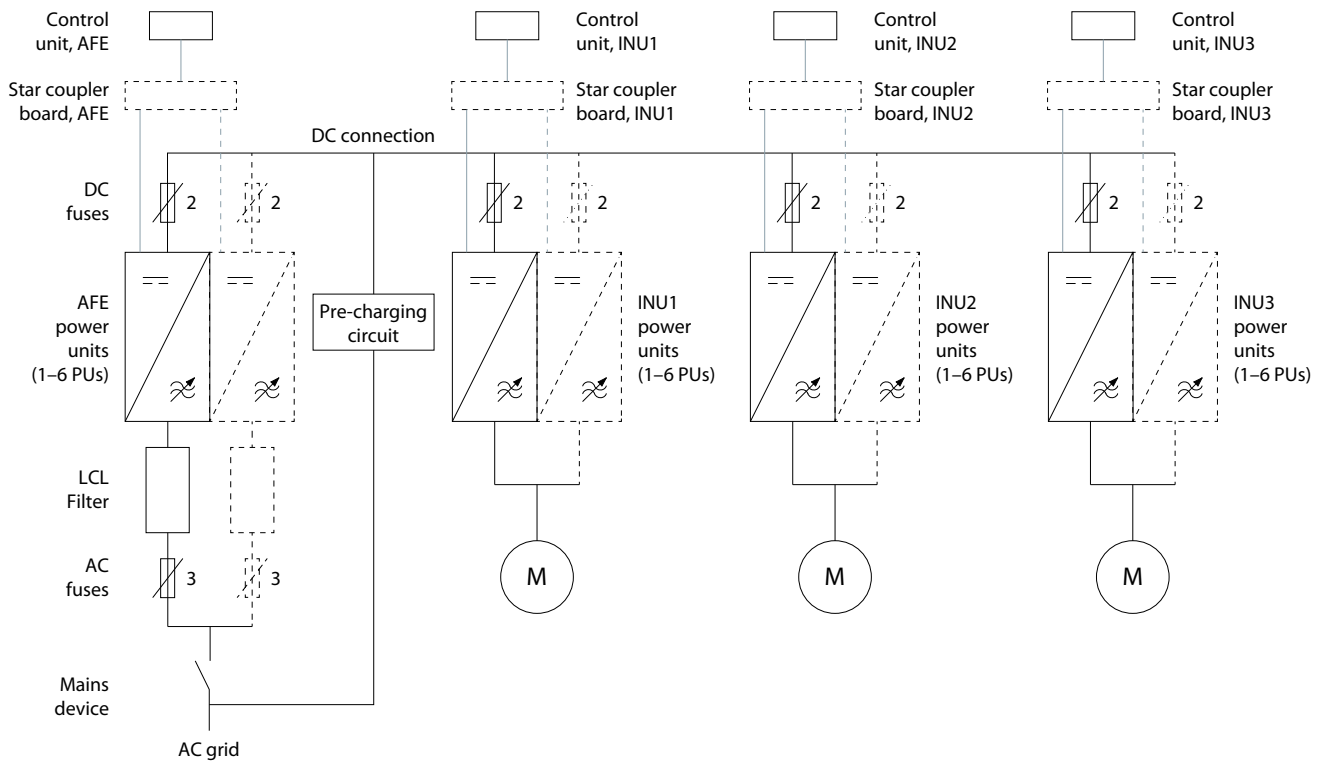 Control
unit, AFE
Control
unit, INU1
Control
unit, INU2
Control
unit, INU3
Star coupler
board, AFE
Star coupler
board, INU1
Star coupler
board, INU2
Star coupler
board, INU3
DC connection
DC
fuses
2
2
2
2
2
2
2
2
AFE
power
units
(1–6 PUs)
Pre-charging
circuit
INU1
power
units
(1–6 PUs)
INU2
power
units
(1–6 PUs)
INU3
power
units
(1–6 PUs)
LCL
Filter
AC
fuses
3
3
M
M
M
Mains
device
AC grid